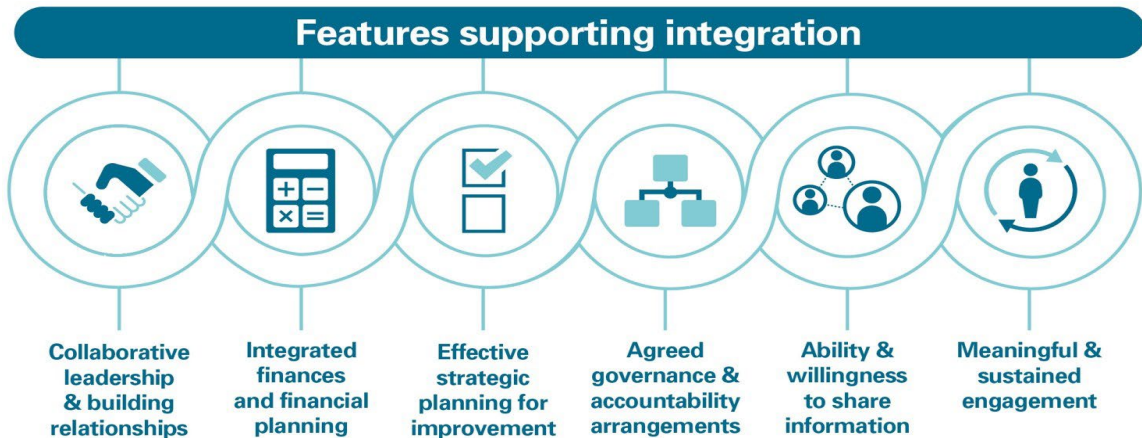 Features supporting integration
Collaborative
leadership
& building
relationships
Integrated
finances
and financial
planning
Effective
strategic
planning for
improvement
Agreed
governance &
accountability
arrangements
Ability &
willingness
to share
information
Meaningful &
sustained
engagement